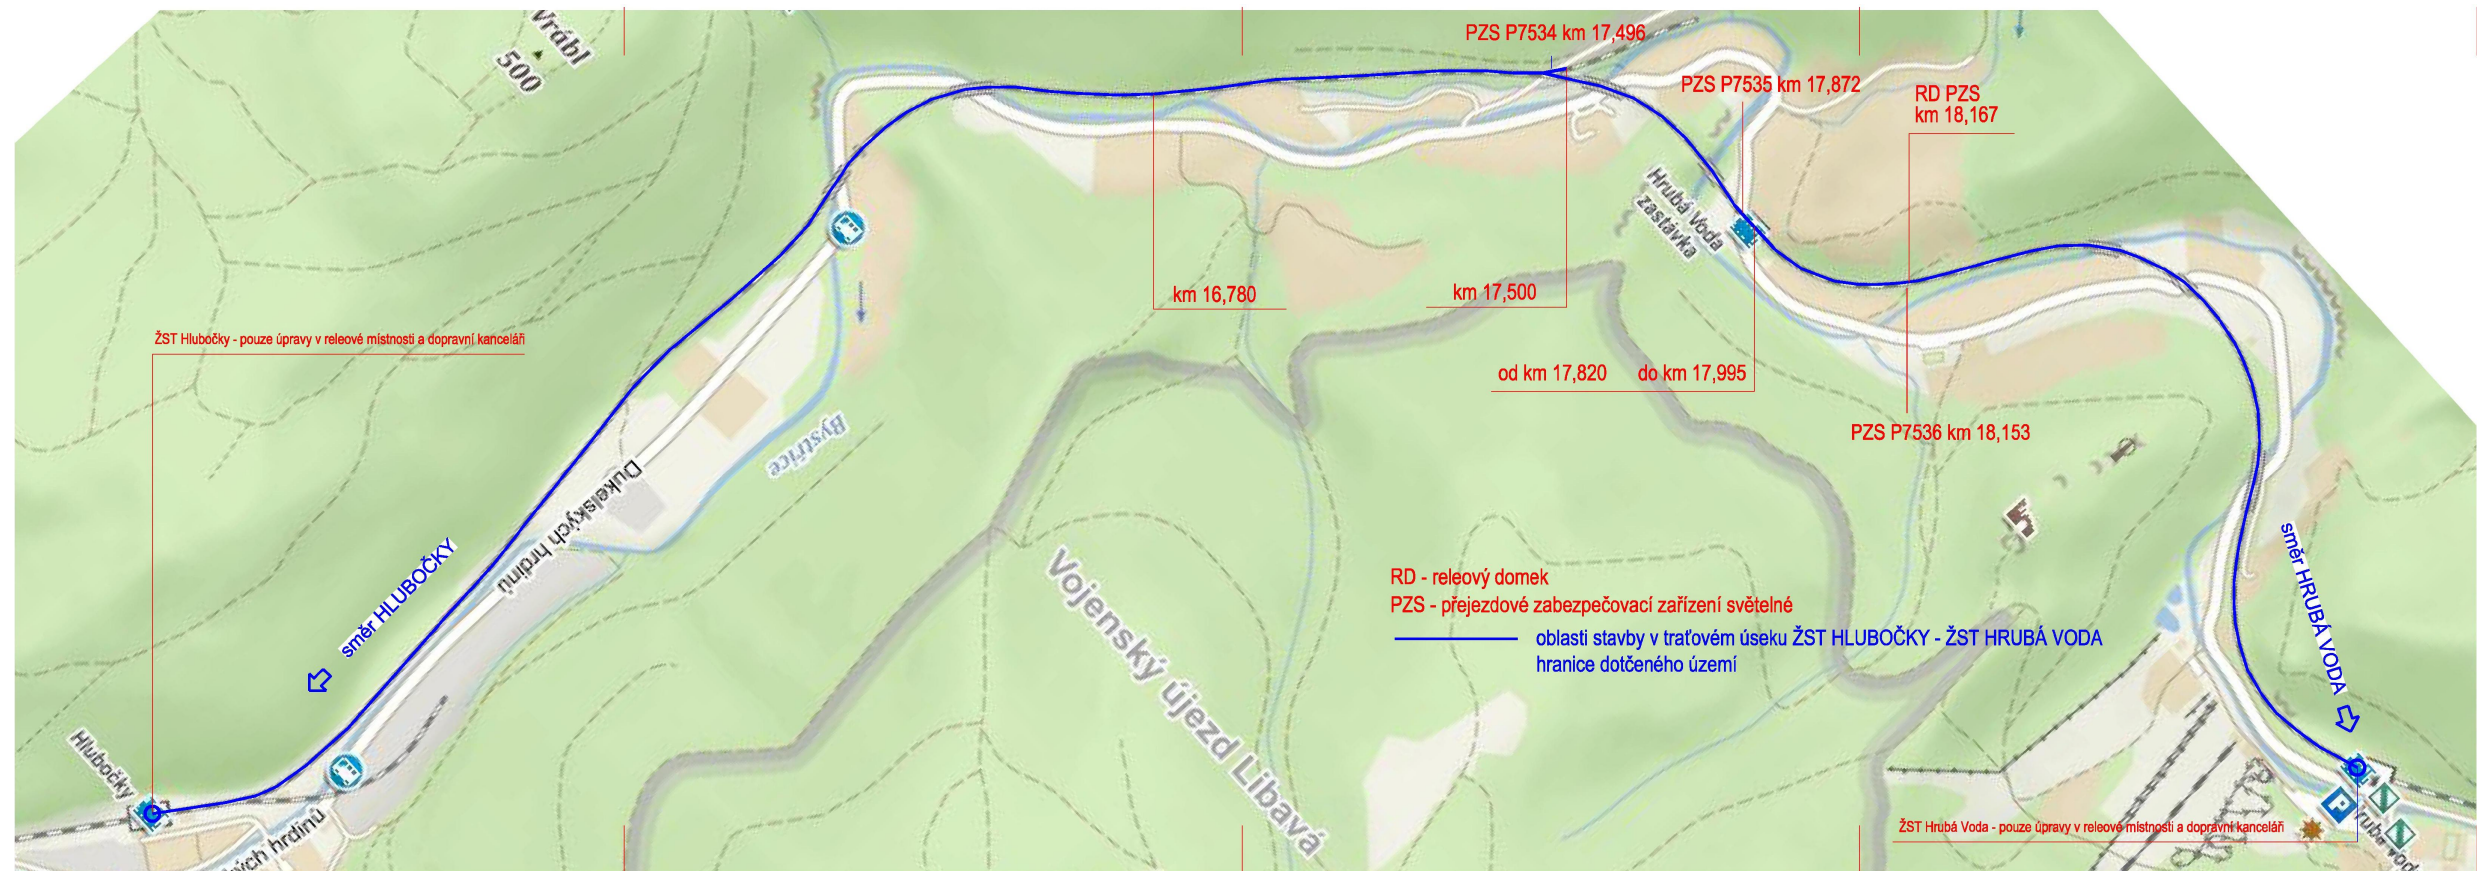 Vrábl
500
PZS P7534 km 17,496
PZS P7535 km 17,872
RD PZS
km 18,167
Hrubá Voda
zastávka
km 16,780
km 17,500
ŽST Hlubočky - pouze úpravy v releové místnosti a dopravní kanceláři
od km 17,820 do km 17,995
PZS P7536 km 18,153
Bystřice
Dukelských hrdinů
směr HLUBOČKY
směr HRUBÁ VODA
Vojenský újezd Libavá
RD - releový domek
PZS - přejezdové zabezpečovací zařízení světelné
oblasti stavby v traťovém úseku ŽST HLUBOČKY - ŽST HRUBÁ VODA
hranice dotčeného území
Hlubočky
ých hrdinů
P
ŽST Hrubá Voda - pouze úpravy v releové místnosti a dopravní kanceláři